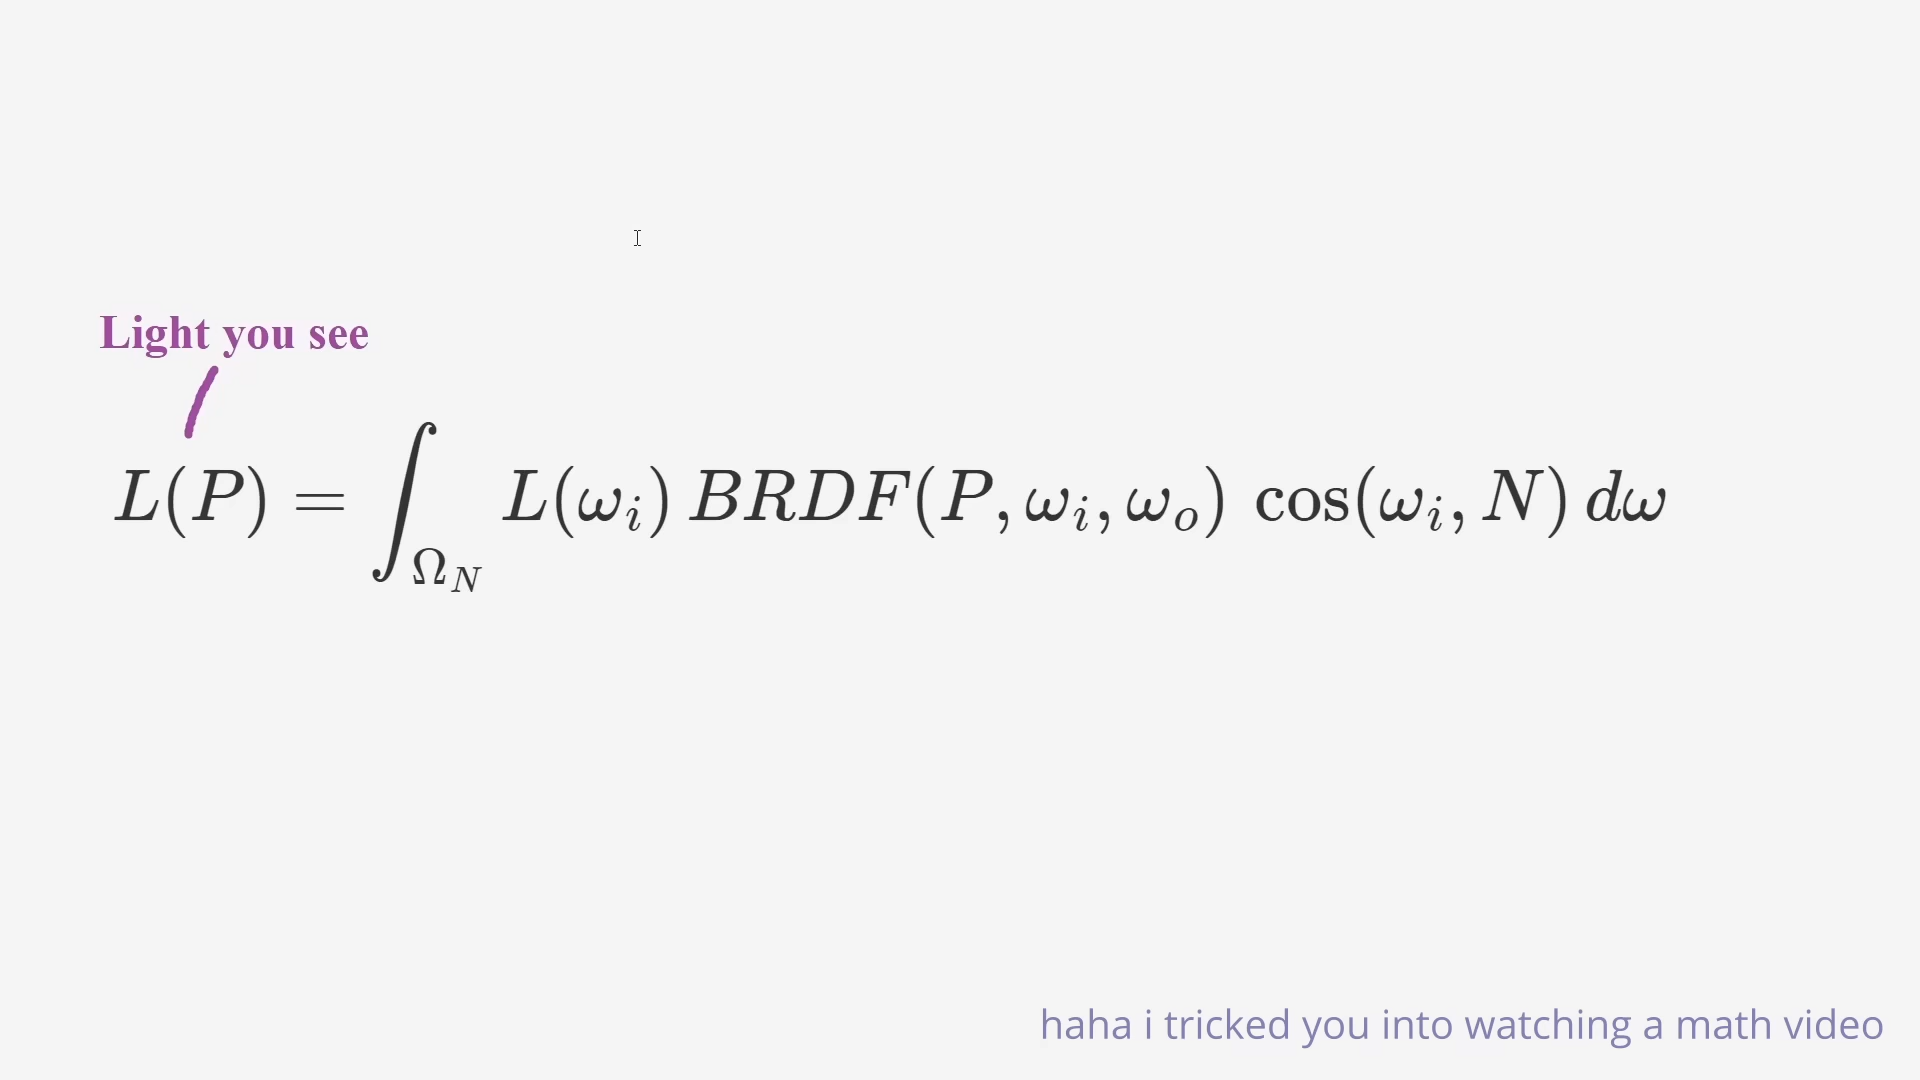 Light you see
L(P) = ∫_{Ω_N} L(ω_i) BRDF(P, ω_i, ω_o) cos(ω_i, N) dω
haha i tricked you into watching a math video